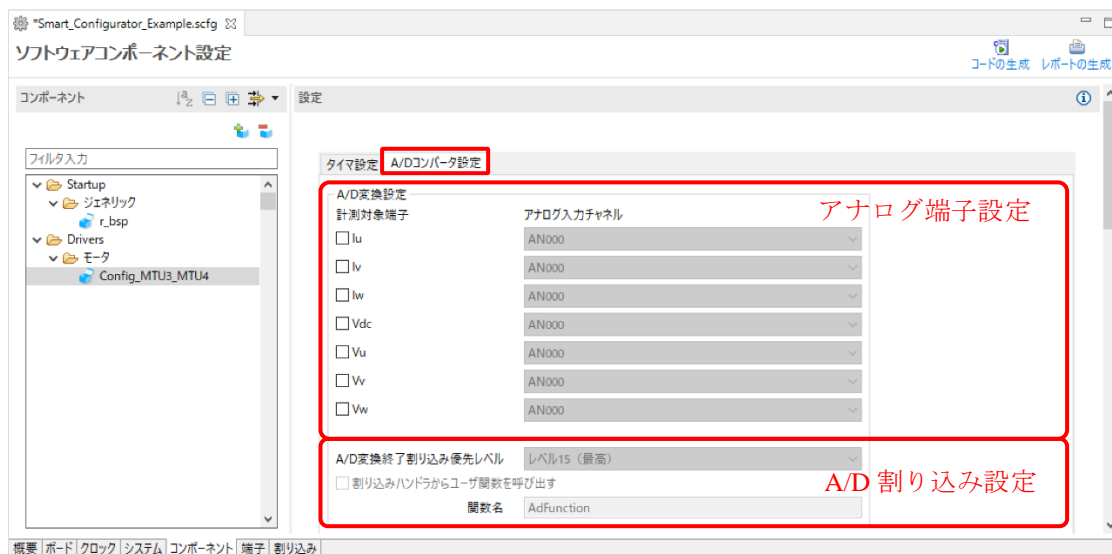 *Smart_Configurator_Example.scfg
ソフトウェアコンポーネント設定
コードの生成 レポートの生成
コンポーネント
設定
フィルタ入力
Startup
ジェネリック
r_bsp
Drivers
モータ
Config_MTU3_MTU4
タイマ設定 A/Dコンバータ設定
A/D変換設定
アナログ端子設定
計測対象端子 アナログ入力チャネル
Iu AN000
Iv AN000
Iw AN000
Vdc AN000
Vu AN000
Vv AN000
Vw AN000
A/D変換終了割り込み優先レベル レベル15（最高）
割り込みハンドラからユーザ関数を呼び出す
A/D 割り込み設定
関数名 AdFunction
概要 ボード クロック システム コンポーネント 端子 割り込み